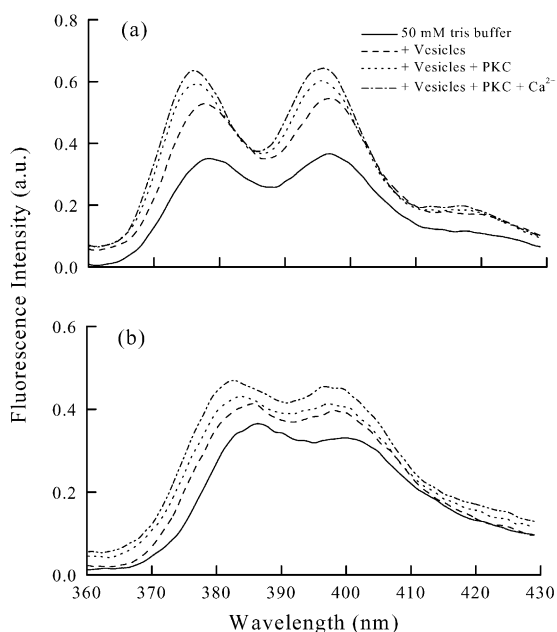 (a)
50 mM tris buffer
+ Vesicles
+ Vesicles + PKC
+ Vesicles + PKC + Ca²⁻
0.8
0.6
0.4
0.2
0.0
Fluorescence Intensity (a.u.)
(b)
0.6
0.4
0.2
0.0
360 370 380 390 400 410 420 430
Wavelength (nm)